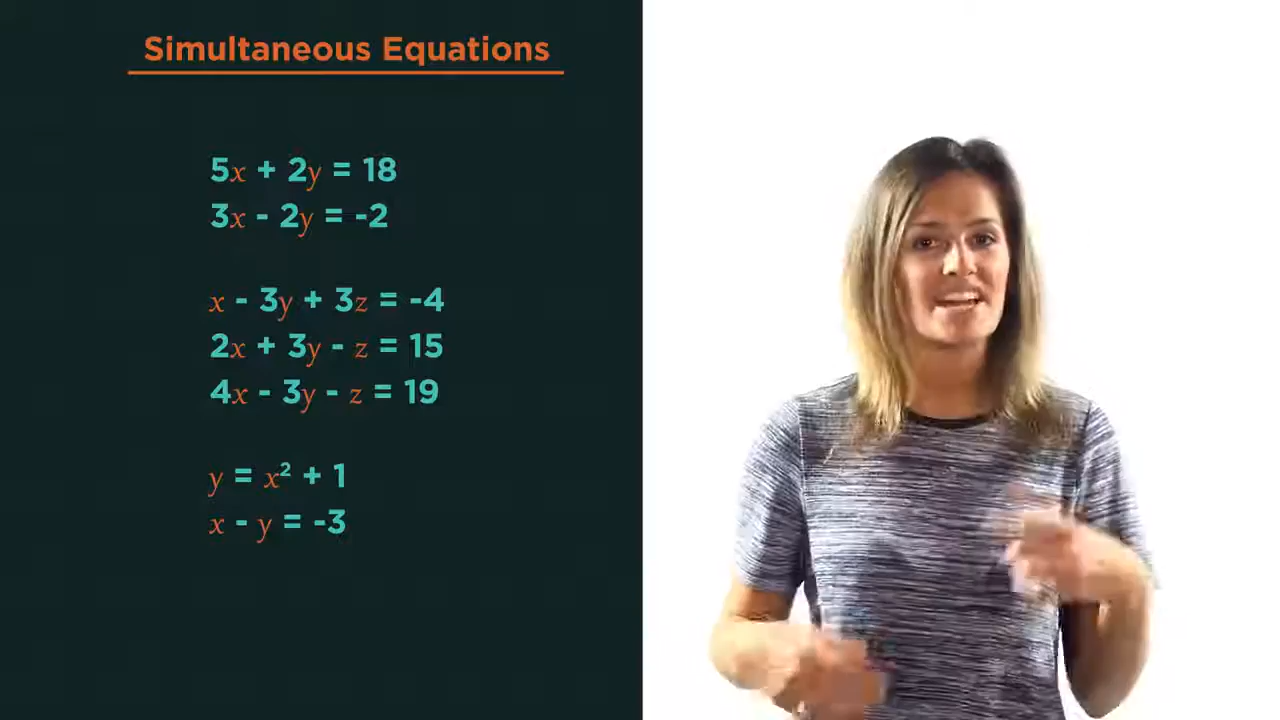 Simultaneous Equations
5x + 2y = 18
3x - 2y = -2
x - 3y + 3z = -4
2x + 3y - z = 15
4x - 3y - z = 19
y = x² + 1
x - y = -3